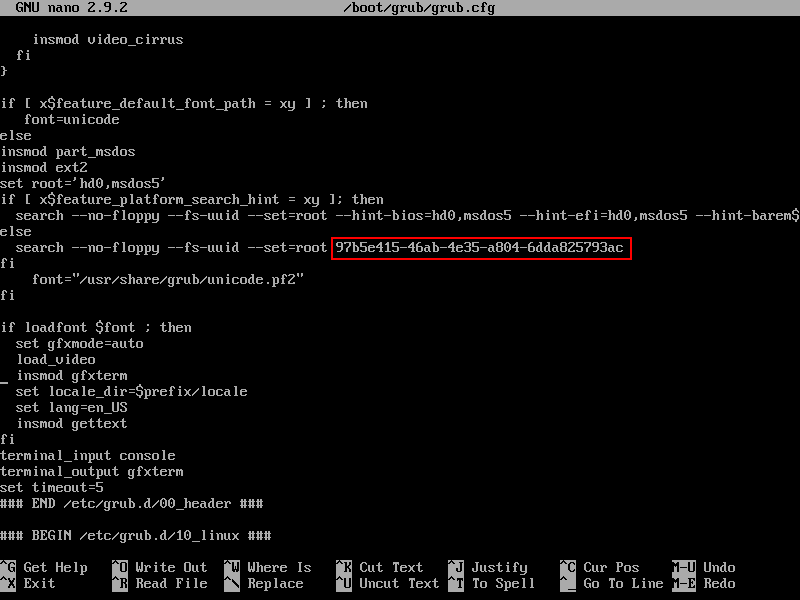 GNU nano 2.9.2 /boot/grub/grub.cfg
insmod video_cirrus
fi
}
if [ x$feature_default_font_path = xy ] ; then
font=unicode
else
insmod part_msdos
insmod ext2
set root='hd0,msdos5'
if [ x$feature_platform_search_hint = xy ]; then
search --no-floppy --fs-uuid --set=root --hint-bios=hd0,msdos5 --hint-efi=hd0,msdos5 --hint-barem$
else
search --no-floppy --fs-uuid --set=root 97b5e415-46ab-4e35-a804-6dda825793ac
fi
font="/usr/share/grub/unicode.pf2"
fi
if loadfont $font ; then
set gfxmode=auto
load_video
insmod gfxterm
set locale_dir=$prefix/locale
set lang=en_US
insmod gettext
fi
terminal_input console
terminal_output gfxterm
set timeout=5
### END /etc/grub.d/00_header ###
### BEGIN /etc/grub.d/10_linux ###
^G Get Help ^O Write Out ^W Where Is ^K Cut Text ^J Justify ^C Cur Pos M-U Undo
^X Exit ^R Read File ^\ Replace ^U Uncut Text ^T To Spell ^_ Go To Line M-E Redo